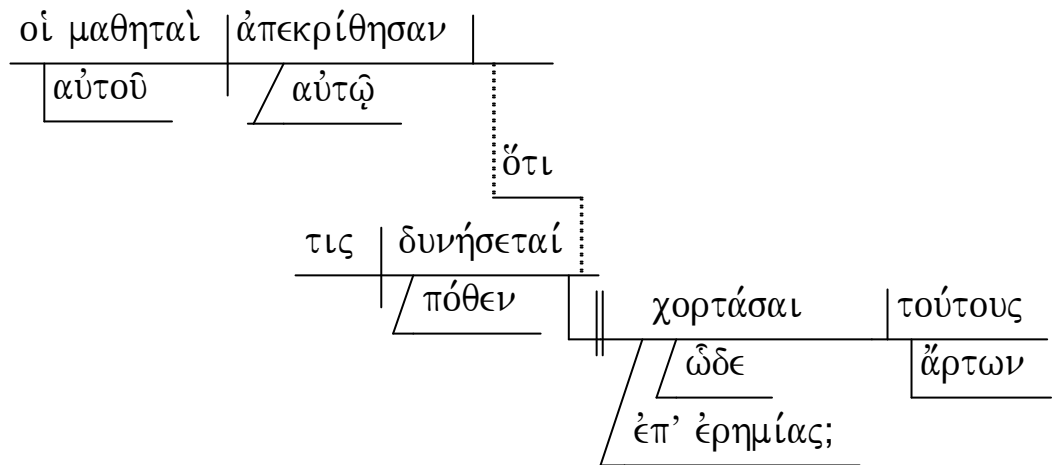 οἱ μαθηταὶ ἀπεκρίθησαν
αὐτοῦ αὐτῷ
ὅτι
τις δυνήσεταί
πόθεν
χορτάσαι τούτους
ὧδε ἄρτων
ἐπ’ ἐρημίας;